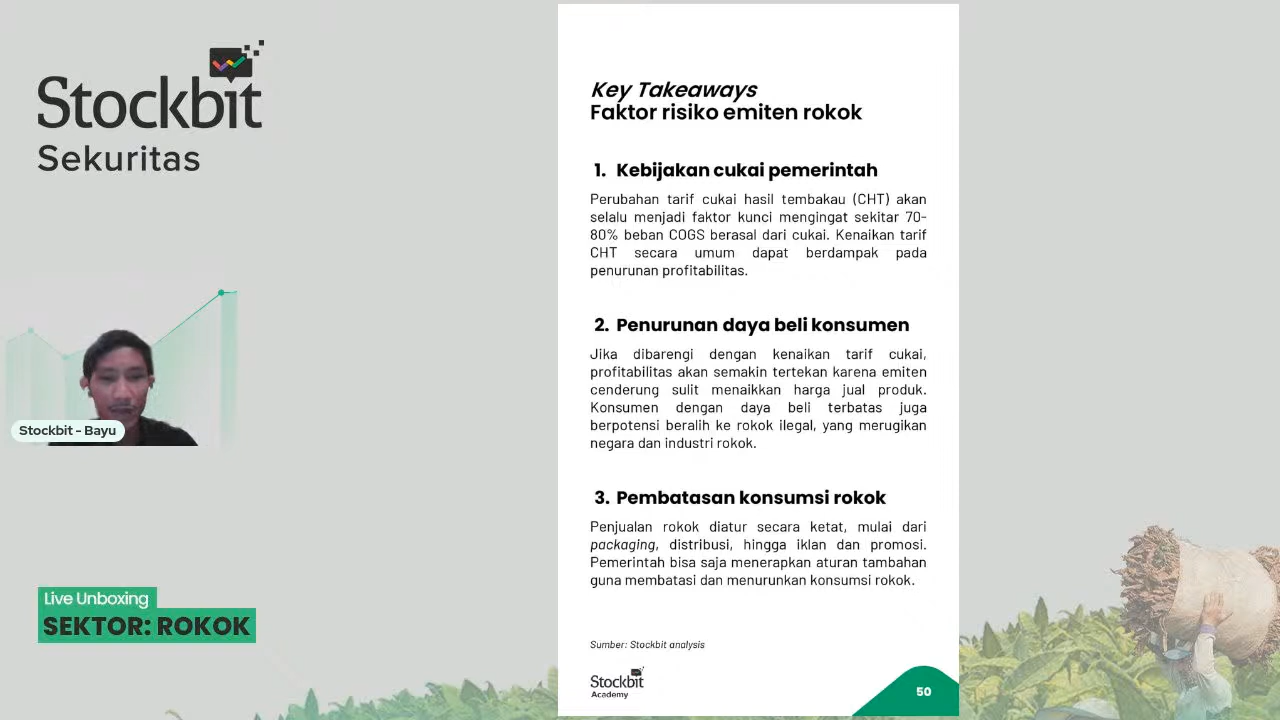 Stockbit
Sekuritas
Stockbit - Bayu
Live Unboxing
SEKTOR: ROKOK
Key Takeaways
Faktor risiko emiten rokok
1. Kebijakan cukai pemerintah
Perubahan tarif cukai hasil tembakau (CHT) akan
selalu menjadi faktor kunci mengingat sekitar 70-
80% beban COGS berasal dari cukai. Kenaikan tarif
CHT secara umum dapat berdampak pada
penurunan profitabilitas.
2. Penurunan daya beli konsumen
Jika dibarengi dengan kenaikan tarif cukai,
profitabilitas akan semakin tertekan karena emiten
cenderung sulit menaikkan harga jual produk.
Konsumen dengan daya beli terbatas juga
berpotensi beralih ke rokok ilegal, yang merugikan
negara dan industri rokok.
3. Pembatasan konsumsi rokok
Penjualan rokok diatur secara ketat, mulai dari
packaging, distribusi, hingga iklan dan promosi.
Pemerintah bisa saja menerapkan aturan tambahan
guna membatasi dan menurunkan konsumsi rokok.
Sumber: Stockbit analysis
Stockbit
Academy
50